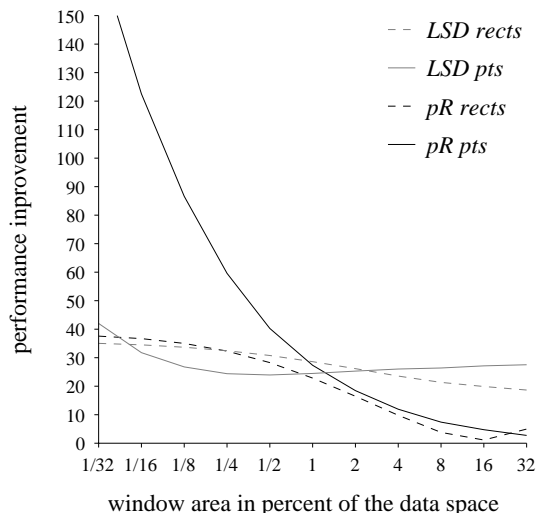 150
140
130
120
110
100
90
80
70
60
50
40
30
20
10
0
performance inprovement
LSD rects
LSD pts
pR rects
pR pts
1/32 1/16 1/8 1/4 1/2 1 2 4 8 16 32
window area in percent of the data space